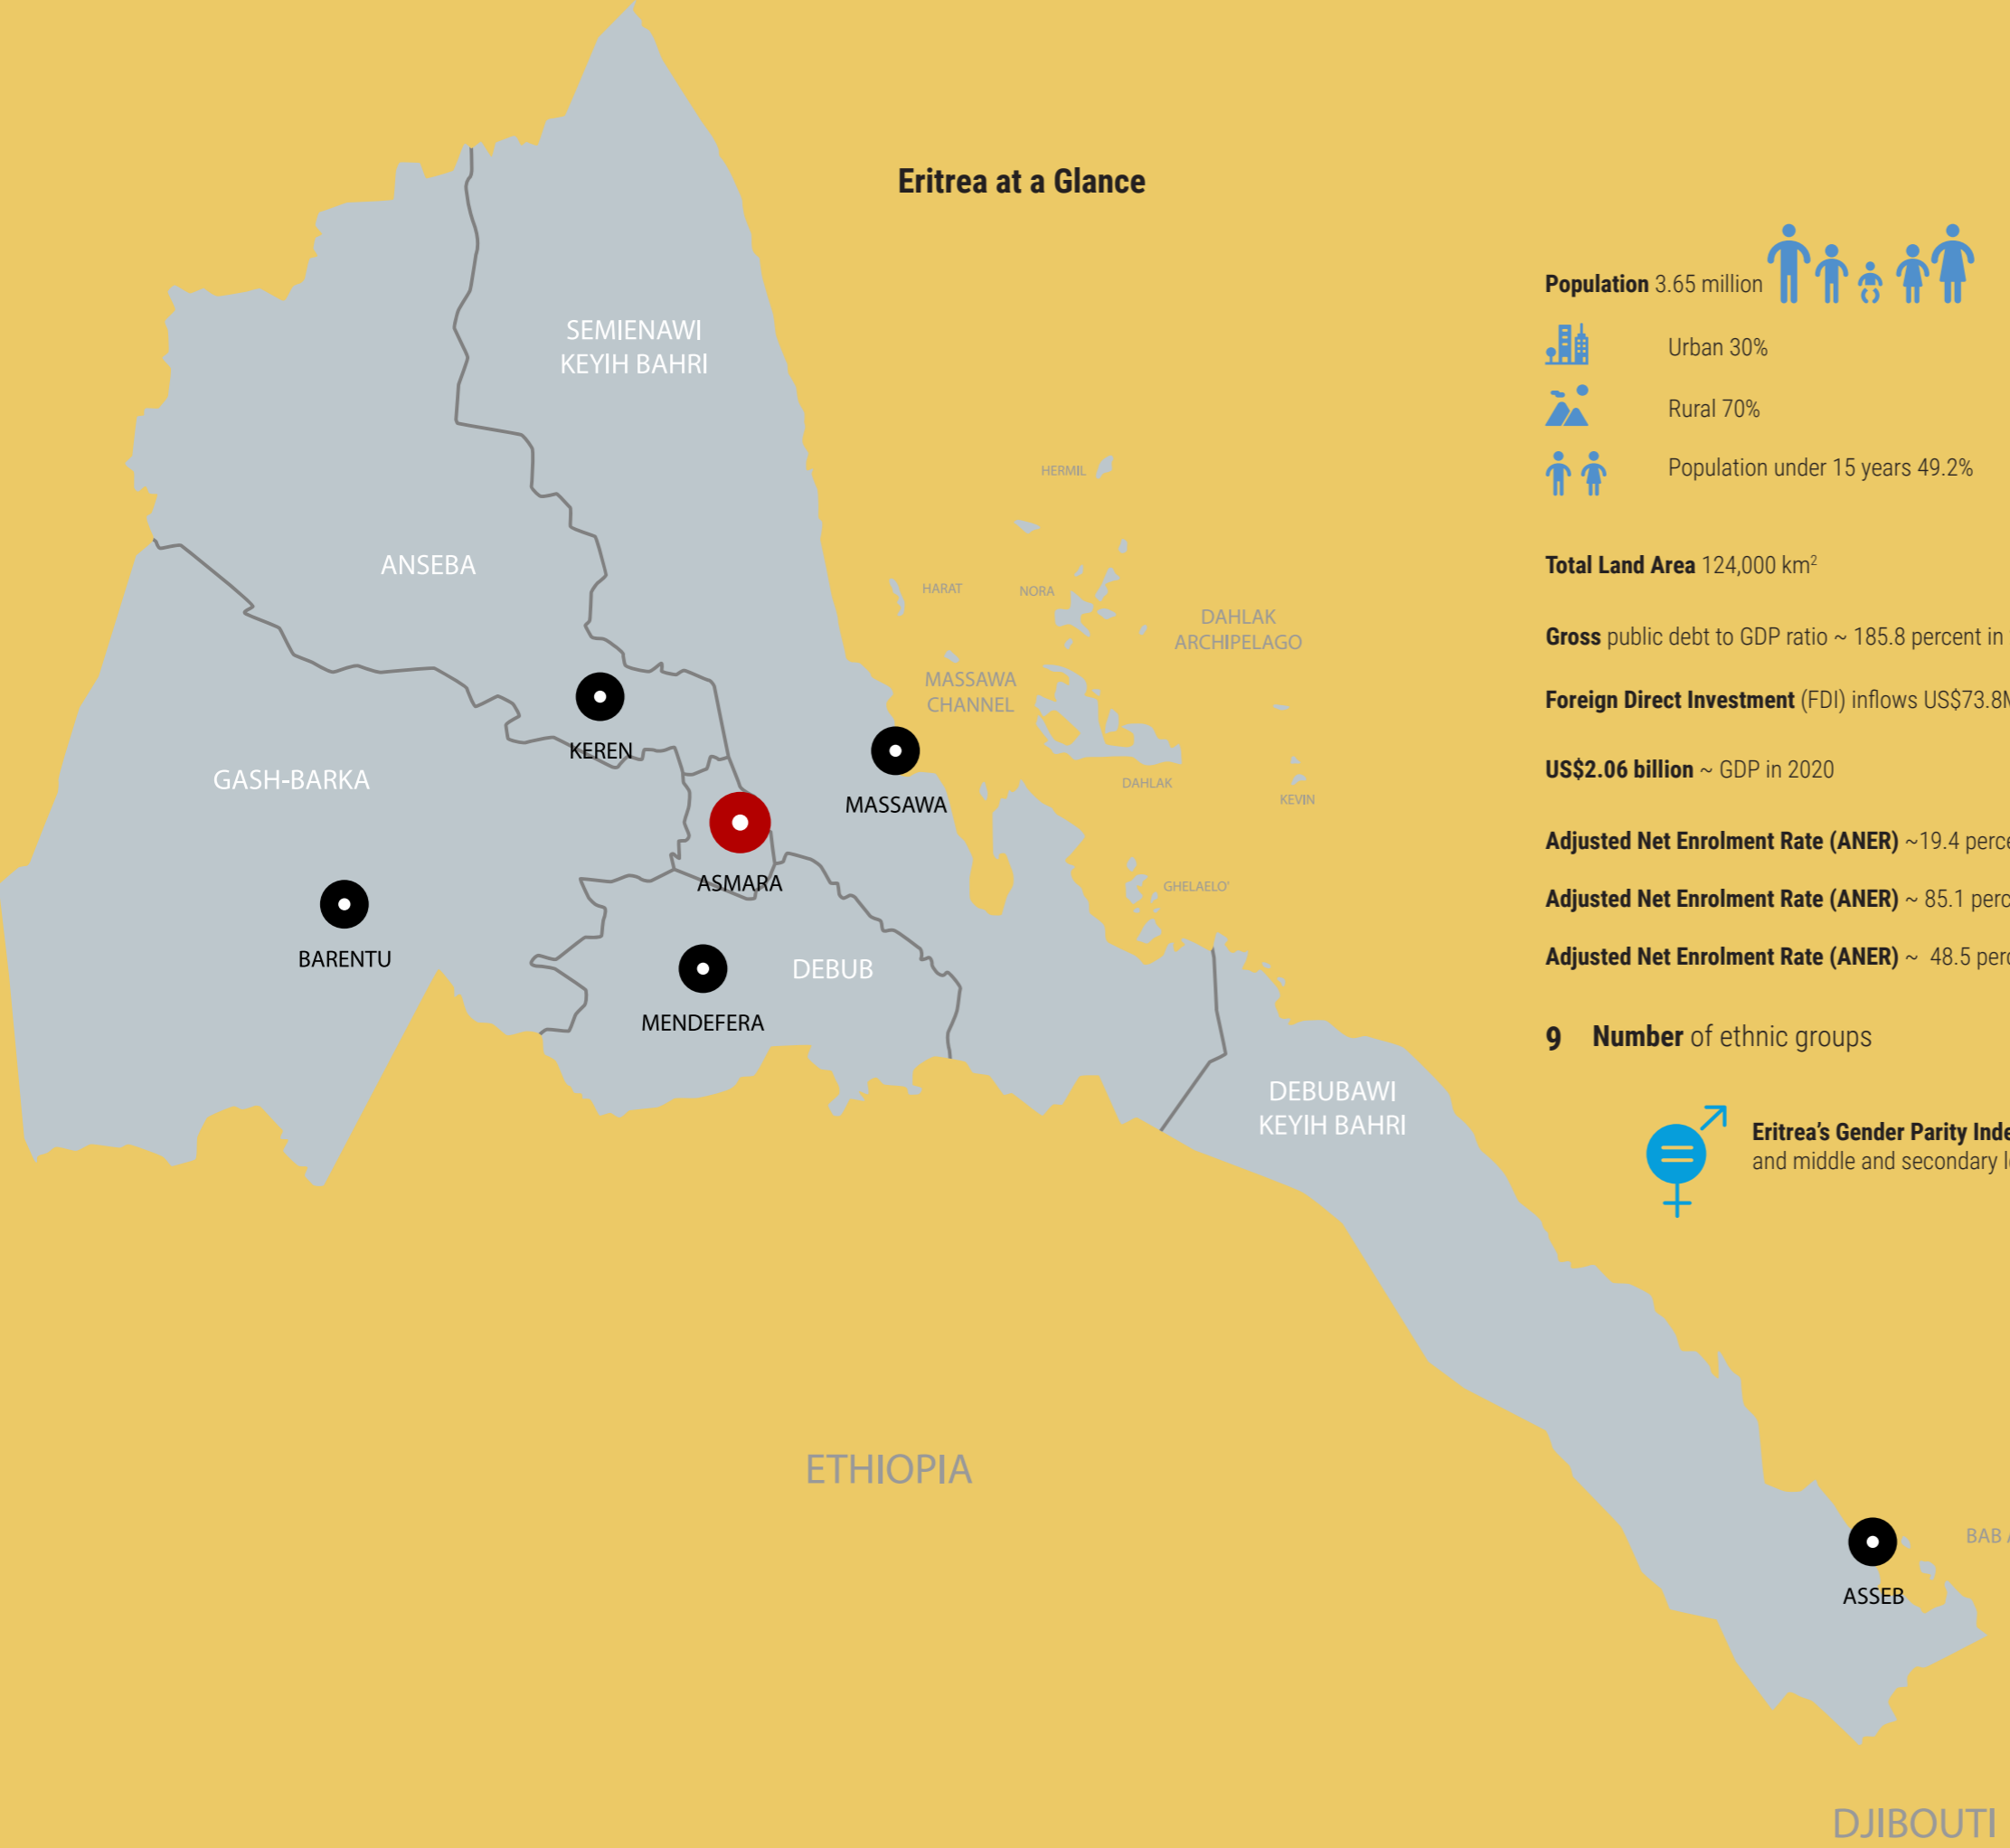 Eritrea at a Glance
Population 3.65 million
Urban 30%
Rural 70%
Population under 15 years 49.2%
Total Land Area 124,000 km²
Gross public debt to GDP ratio ~ 185.8 percent in
Foreign Direct Investment (FDI) inflows US$73.8M
US$2.06 billion ~ GDP in 2020
Adjusted Net Enrolment Rate (ANER) ~19.4
Adjusted Net Enrolment Rate (ANER) ~ 85.1
Adjusted Net Enrolment Rate (ANER) ~ 48.5
9 Number of ethnic groups
Eritrea's Gender Parity
and middle and secondary
SEMIENAWI
KEYIH BAHRI
ANSEBA
HERMIL
HARAT
NORA
DAHLAK
ARCHIPELAGO
MASSAWA
CHANNEL
KEREN
GASH-BARKA
MASSAWA
DAHLAK
KEVIN
ASMARA
GHELAELO'
BARENTU
DEBUB
MENDEFERA
DEBUBAWI
KEYIH BAHRI
ETHIOPIA
BAB
ASSEB
DJIBOUTI